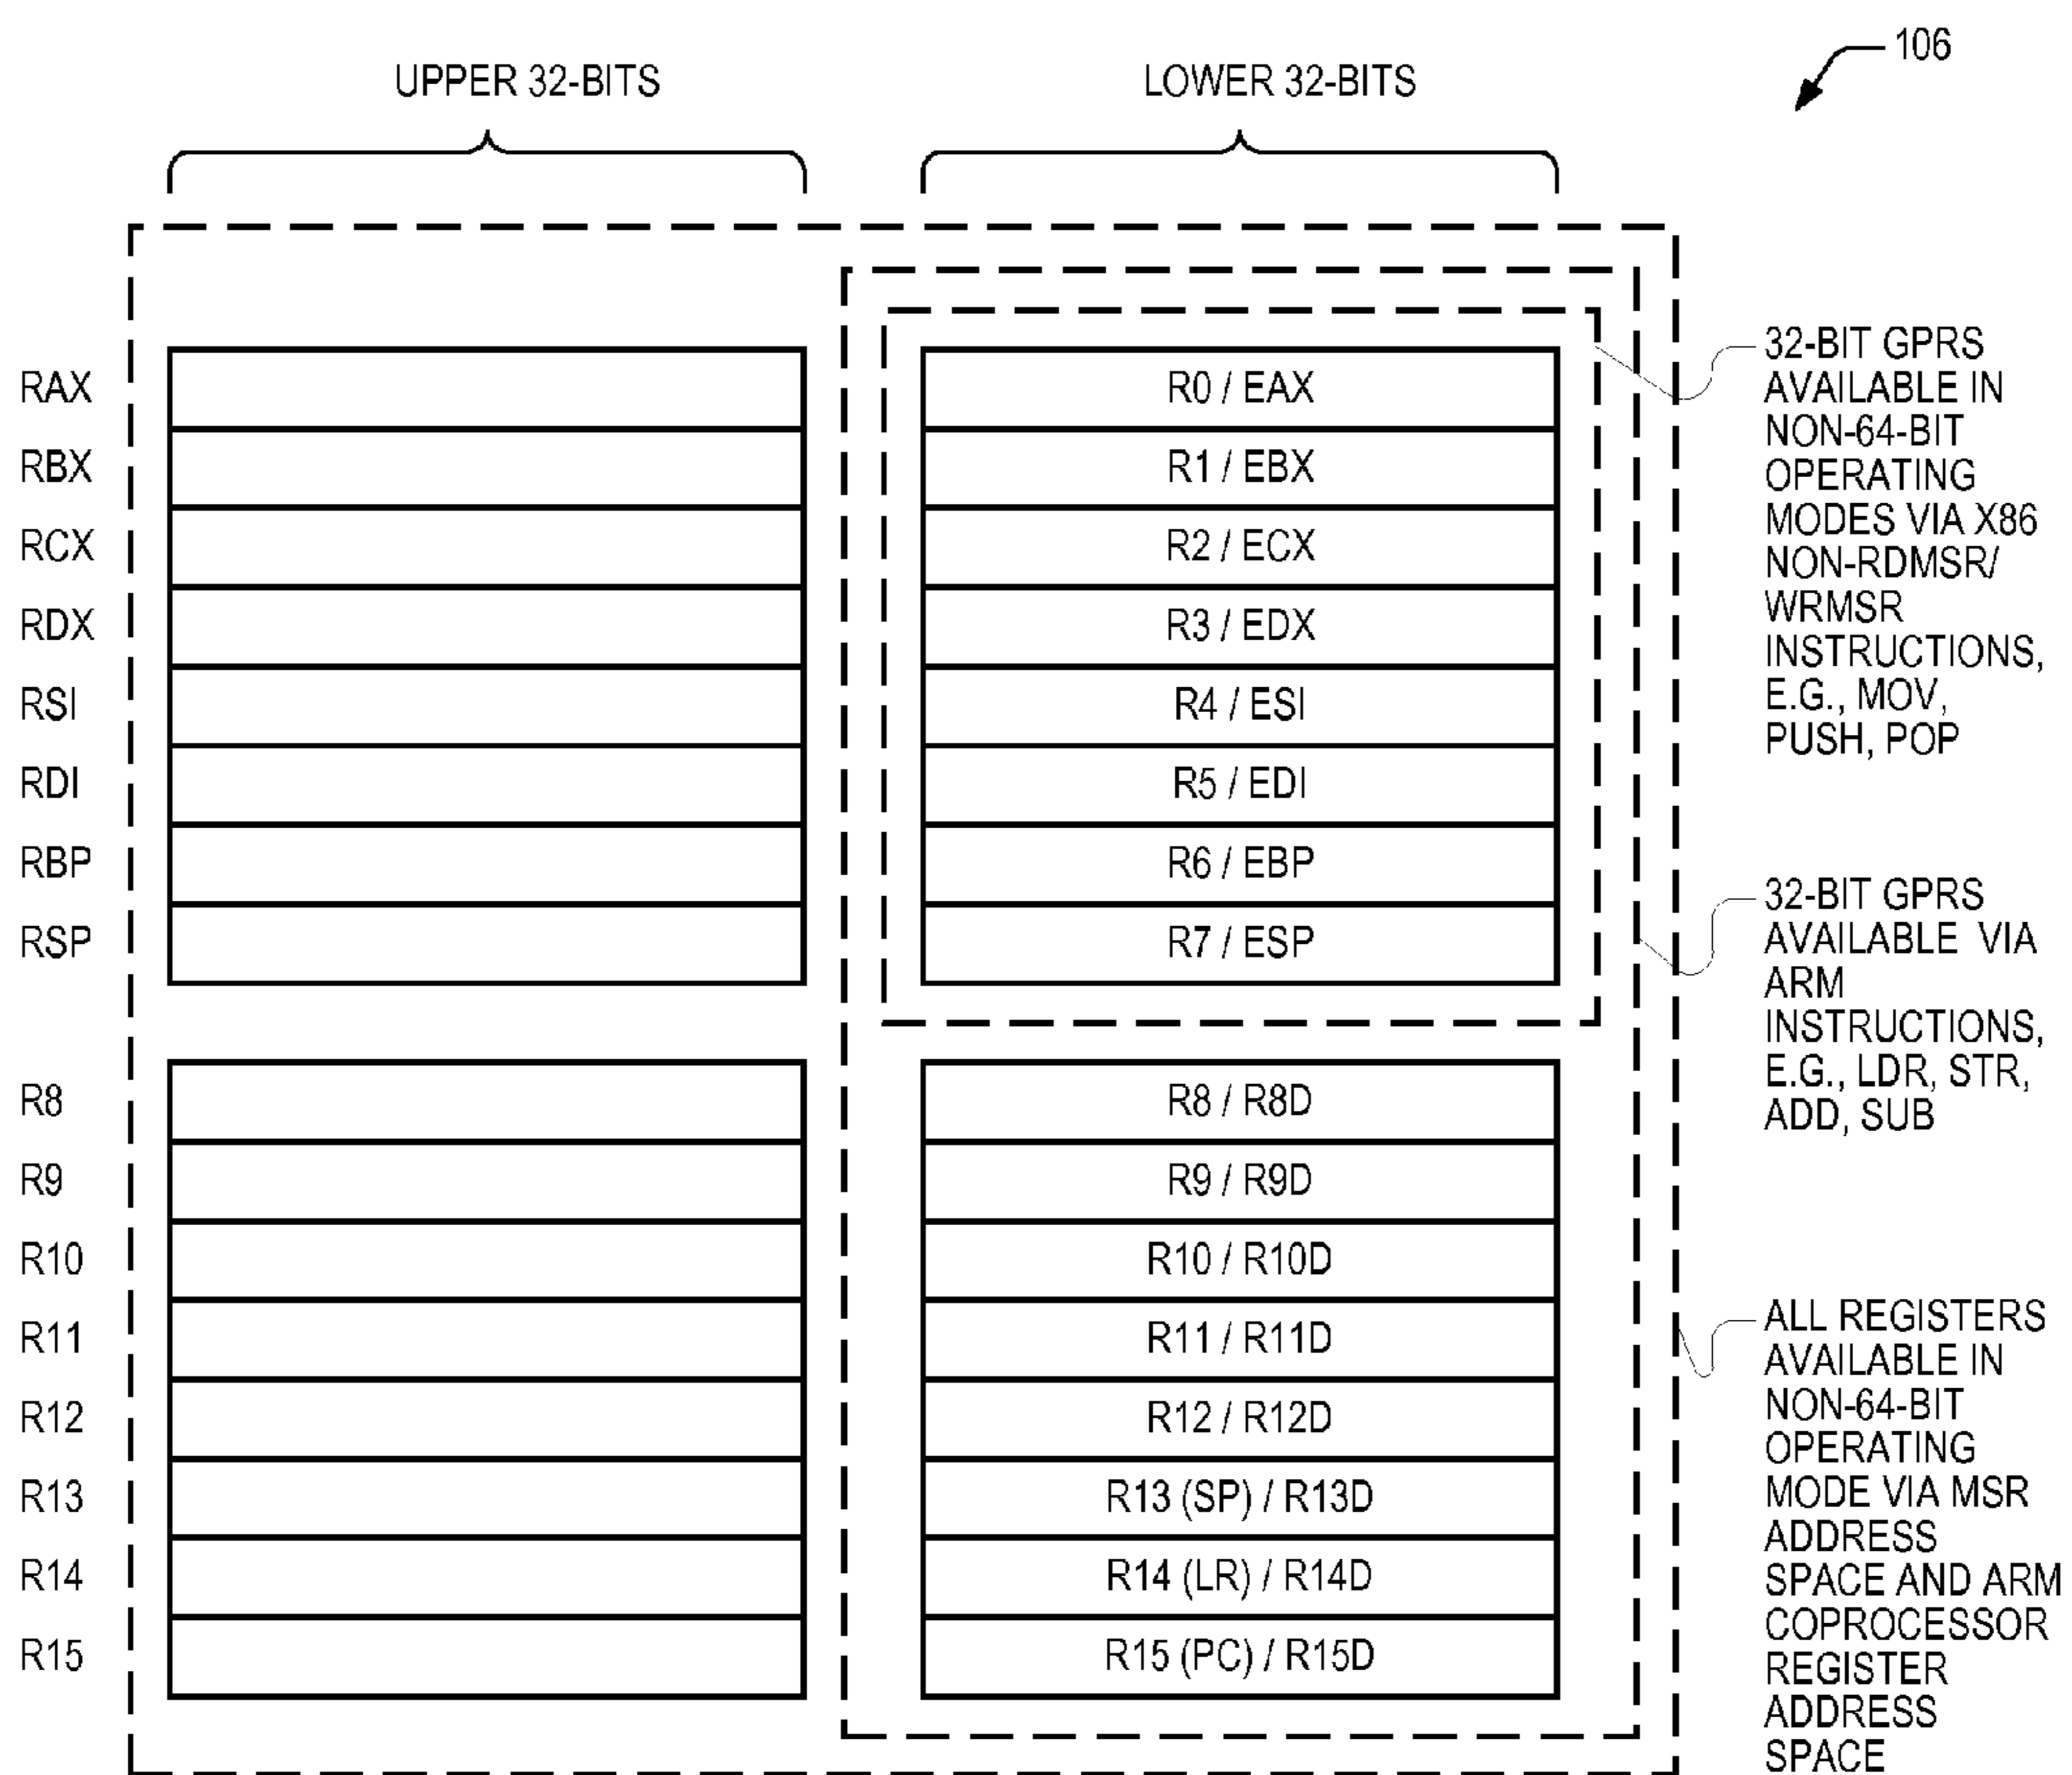 106
UPPER 32-BITS
LOWER 32-BITS
RAX
R0 / EAX
RBX
R1 / EBX
RCX
R2 / ECX
RDX
R3 / EDX
RSI
R4 / ESI
RDI
R5 / EDI
RBP
R6 / EBP
RSP
R7 / ESP
R8
R8 / R8D
R9
R9 / R9D
R10
R10 / R10D
R11
R11 / R11D
R12
R12 / R12D
R13
R13 (SP) / R13D
R14
R14 (LR) / R14D
R15
R15 (PC) / R15D
32-BIT GPRS
AVAILABLE IN
NON-64-BIT
OPERATING
MODES VIA X86
NON-RDMSR/
WRMSR
INSTRUCTIONS,
E.G., MOV,
PUSH, POP
32-BIT GPRS
AVAILABLE VIA
ARM
INSTRUCTIONS,
E.G., LDR, STR,
ADD, SUB
ALL REGISTERS
AVAILABLE IN
NON-64-BIT
OPERATING
MODE VIA MSR
ADDRESS
SPACE AND ARM
COPROCESSOR
REGISTER
ADDRESS
SPACE